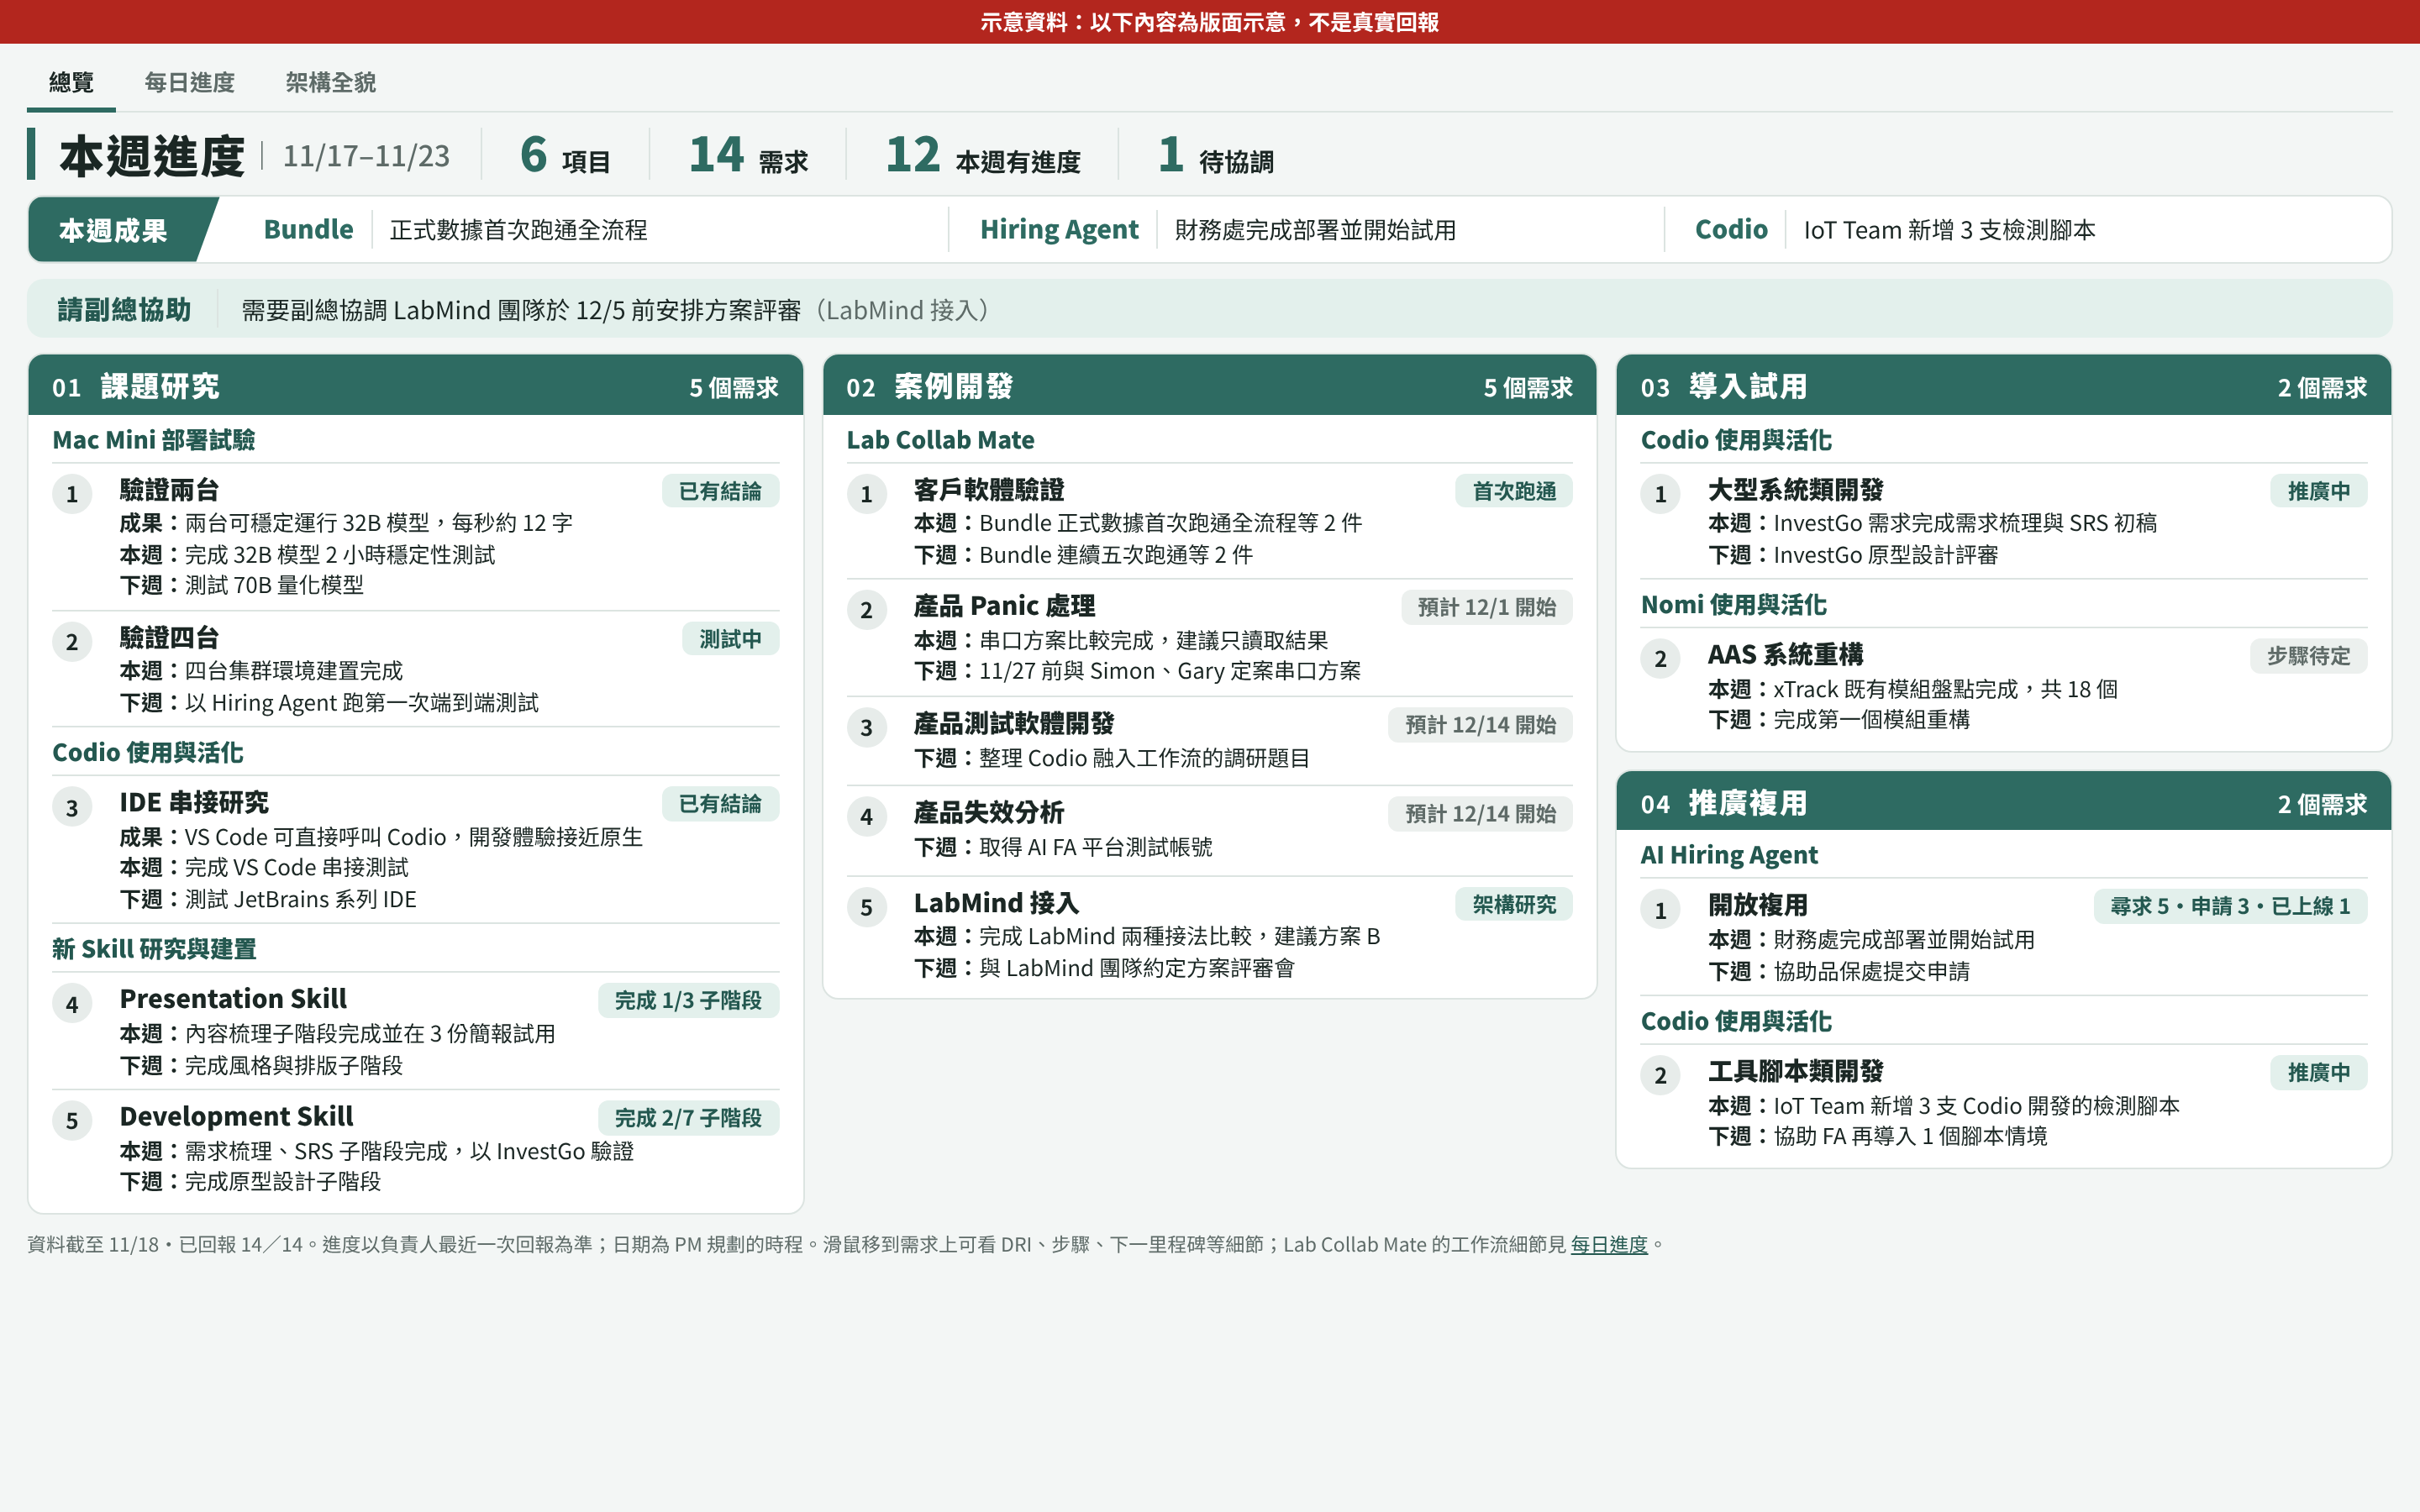 示意資料：以下內容為版面示意，不是真實回報
總覽 每日進度 架構全貌
本週進度 11/17–11/23 6 項目 14 需求 12 本週有進度 1 待協調
本週成果 Bundle 正式數據首次跑通全流程 Hiring Agent 財務處完成部署並開始試用 Codio IoT Team 新增 3 支檢測腳本
請副總協助 需要副總協調 LabMind 團隊於 12/5 前安排方案評審（LabMind 接入）
01 課題研究 5 個需求
Mac Mini 部署試驗
1 驗證兩台 已有結論
成果：兩台可穩定運行 32B 模型，每秒約 12 字
本週：完成 32B 模型 2 小時穩定性測試
下週：測試 70B 量化模型
2 驗證四台 測試中
本週：四台集群環境建置完成
下週：以 Hiring Agent 跑第一次端到端測試
Codio 使用與活化
3 IDE 串接研究 已有結論
成果：VS Code 可直接呼叫 Codio，開發體驗接近原生
本週：完成 VS Code 串接測試
下週：測試 JetBrains 系列 IDE
新 Skill 研究與建置
4 Presentation Skill 完成 1/3 子階段
本週：內容梳理子階段完成並在 3 份簡報試用
下週：完成風格與排版子階段
5 Development Skill 完成 2/7 子階段
本週：需求梳理、SRS 子階段完成，以 InvestGo 驗證
下週：完成原型設計子階段
02 案例開發 5 個需求
Lab Collab Mate
1 客戶軟體驗證 首次跑通
本週：Bundle 正式數據首次跑通全流程等 2 件
下週：Bundle 連續五次跑通等 2 件
2 產品 Panic 處理 預計 12/1 開始
本週：串口方案比較完成，建議只讀取結果
下週：11/27 前與 Simon、Gary 定案串口方案
3 產品測試軟體開發 預計 12/14 開始
下週：整理 Codio 融入工作流的調研題目
4 產品失效分析 預計 12/14 開始
下週：取得 AI FA 平台測試帳號
5 LabMind 接入 架構研究
本週：完成 LabMind 兩種接法比較，建議方案 B
下週：與 LabMind 團隊約定方案評審會
03 導入試用 2 個需求
Codio 使用與活化
1 大型系統類開發 推廣中
本週：InvestGo 需求完成需求梳理與 SRS 初稿
下週：InvestGo 原型設計評審
Nomi 使用與活化
2 AAS 系統重構 步驟待定
本週：xTrack 既有模組盤點完成，共 18 個
下週：完成第一個模組重構
04 推廣複用 2 個需求
AI Hiring Agent
1 開放複用 尋求 5・申請 3・已上線 1
本週：財務處完成部署並開始試用
下週：協助品保處提交申請
Codio 使用與活化
2 工具腳本類開發 推廣中
本週：IoT Team 新增 3 支 Codio 開發的檢測腳本
下週：協助 FA 再導入 1 個腳本情境
資料截至 11/18・已回報 14／14。進度以負責人最近一次回報為準；日期為 PM 規劃的時程。滑鼠移到需求上可看 DRI、步驟、下一里程碑等細節；Lab Collab Mate 的工作流細節見 每日進度。